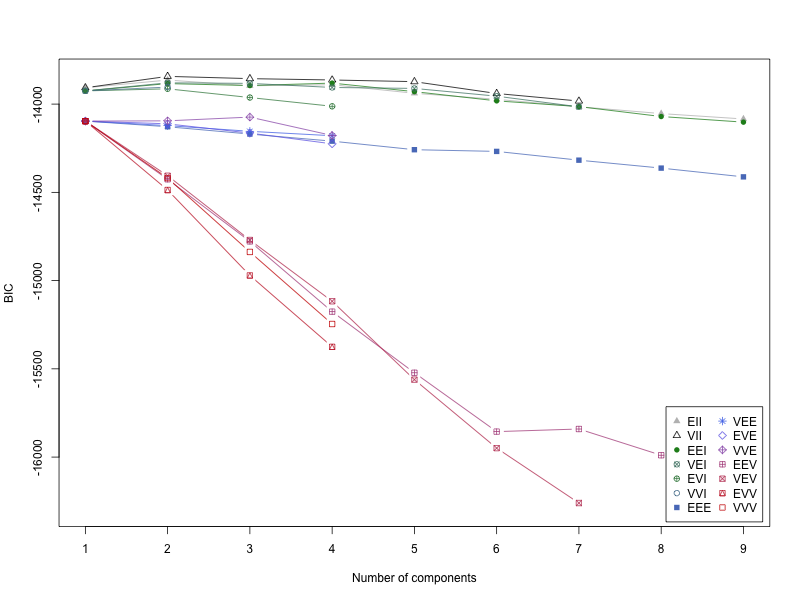 -14000
-14500
-15000
-15500
-16000
BIC
1 2 3 4 5 6 7 8 9
Number of components
EII VEE
VII EVE
EEI VVE
VEI EEV
EVI VEV
VVI EVV
EEE VVV